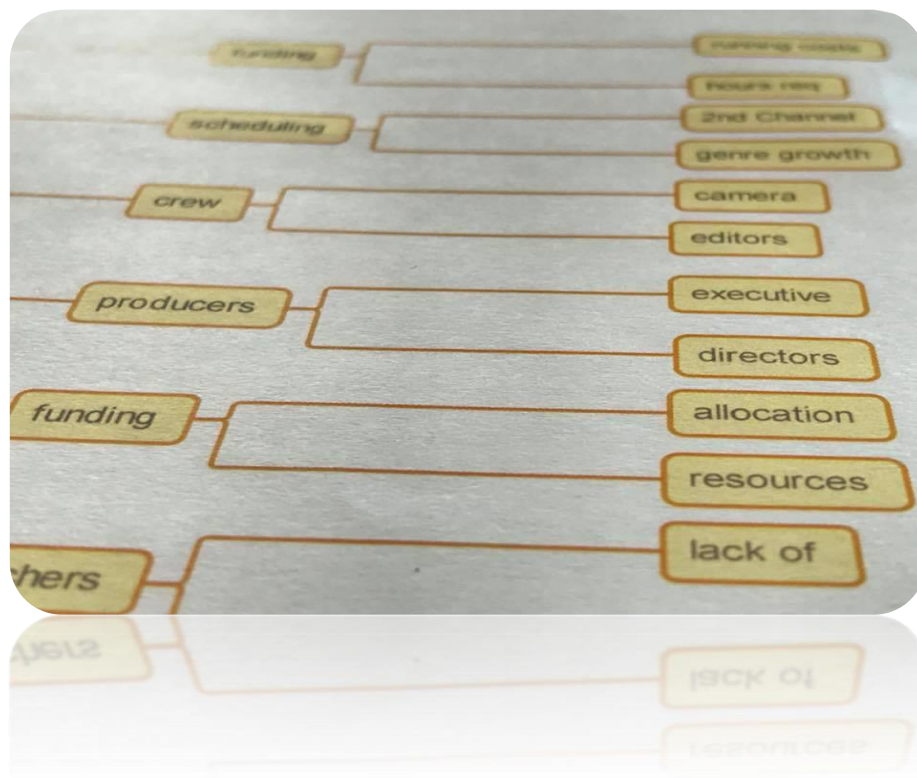 funding
running costs
hours req
scheduling
2nd Channel
genre growth
crew
camera
editors
producers
executive
directors
funding
allocation
resources
chers
lack of